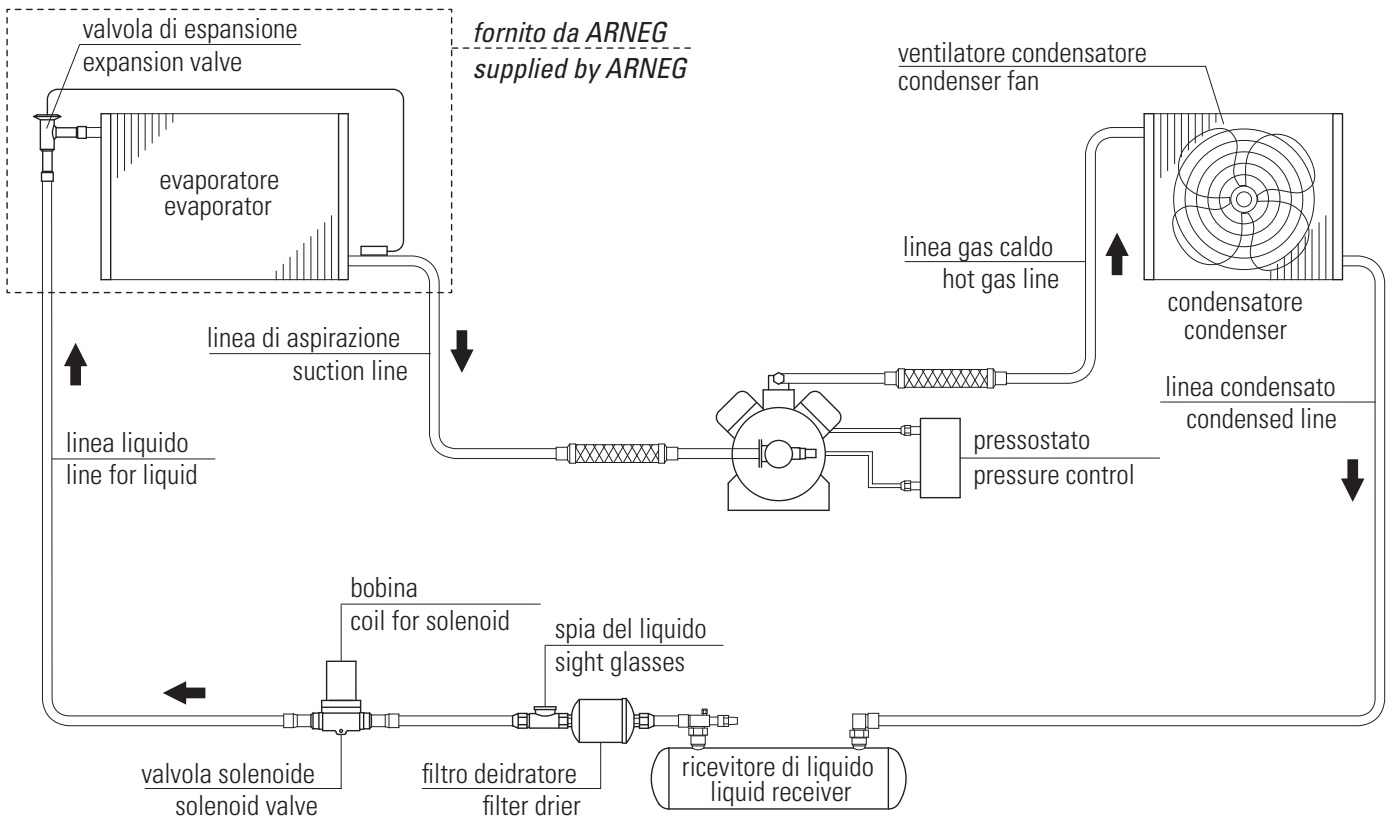 valvola di espansione
expansion valve
fornito da ARNEG
supplied by ARNEG
ventilatore condensatore
condenser fan
evaporatore
evaporator
linea gas caldo
hot gas line
condensatore
condenser
linea di aspirazione
suction line
linea condensato
condensed line
linea liquido
line for liquid
pressostato
pressure control
bobina
coil for solenoid
spia del liquido
sight glasses
valvola solenoide
solenoid valve
filtro deidratore
filter drier
ricevitore di liquido
liquid receiver